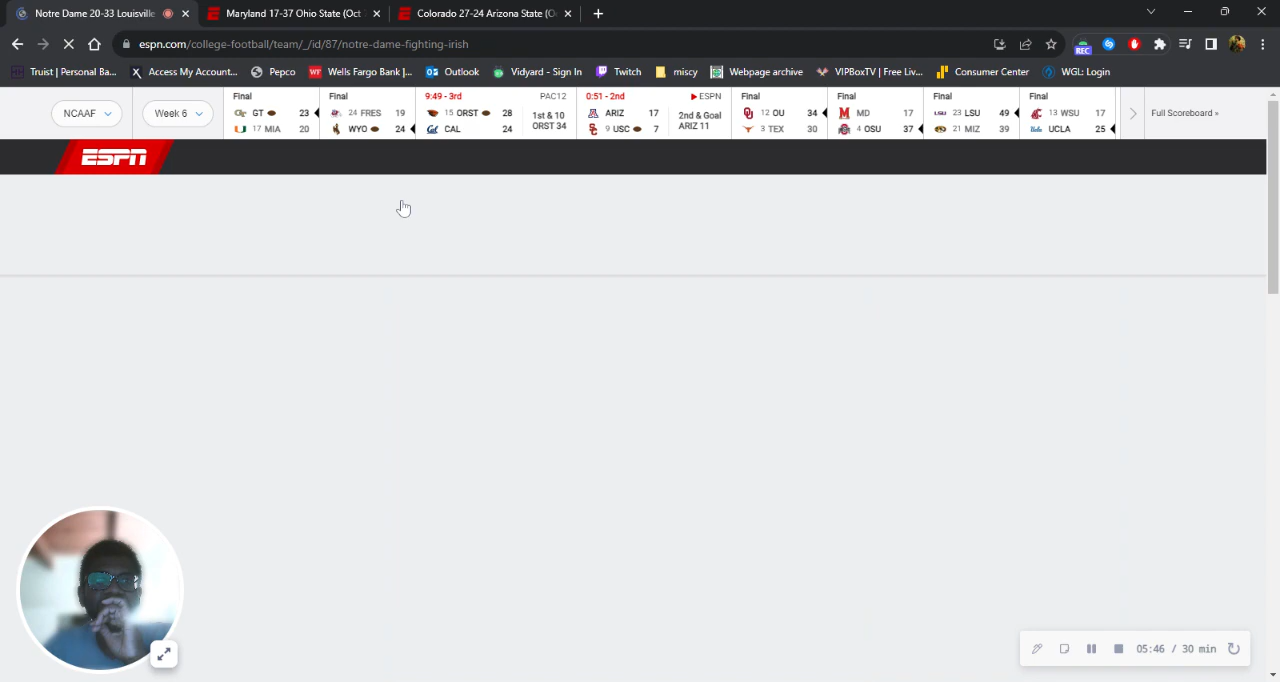 Notre Dame 20-33 Louisville
Maryland 17-37 Ohio State (Oct
Colorado 27-24 Arizona State (O
espn.com/college-football/team/_/id/87/notre-dame-fighting-irish
REC
Truist | Personal Ba...
Access My Account...
Pepco
Wells Fargo Bank |...
Outlook
Vidyard - Sign In
Twitch
miscy
Webpage archive
VIPBoxTV | Free Liv...
Consumer Center
WGL: Login
NCAAF
Week 6
Final
GT 23
17 MIA 20
Final
24 FRES 19
WYO 24
9:49 - 3rd PAC12
15 ORST 28
CAL 24
1st & 10
ORST 34
0:51 - 2nd ESPN
ARIZ 17
9 USC 7
2nd & Goal
ARIZ 11
Final
12 OU 34
3 TEX 30
Final
MD 17
4 OSU 37
Final
23 LSU 49
21 MIZ 39
Final
13 WSU 17
UCLA 25
Full Scoreboard »
ESPN
05:46 / 30 min